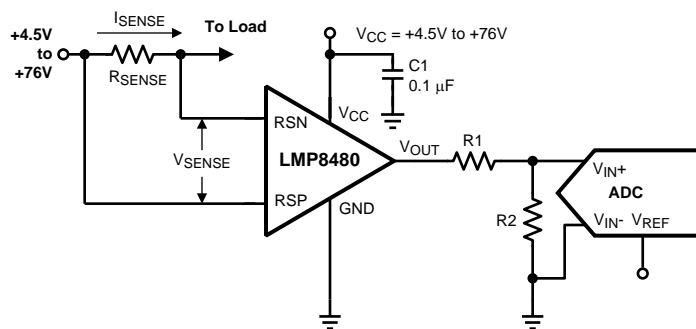 +4.5V
to
+76V
ISENSE
RSENSE
To Load
VCC = +4.5V to +76V
C1
0.1 μF
VCC
RSN
LMP8480
RSP
VSENSE
GND
VOUT
R1
R2
VIN+
ADC
VIN- VREF